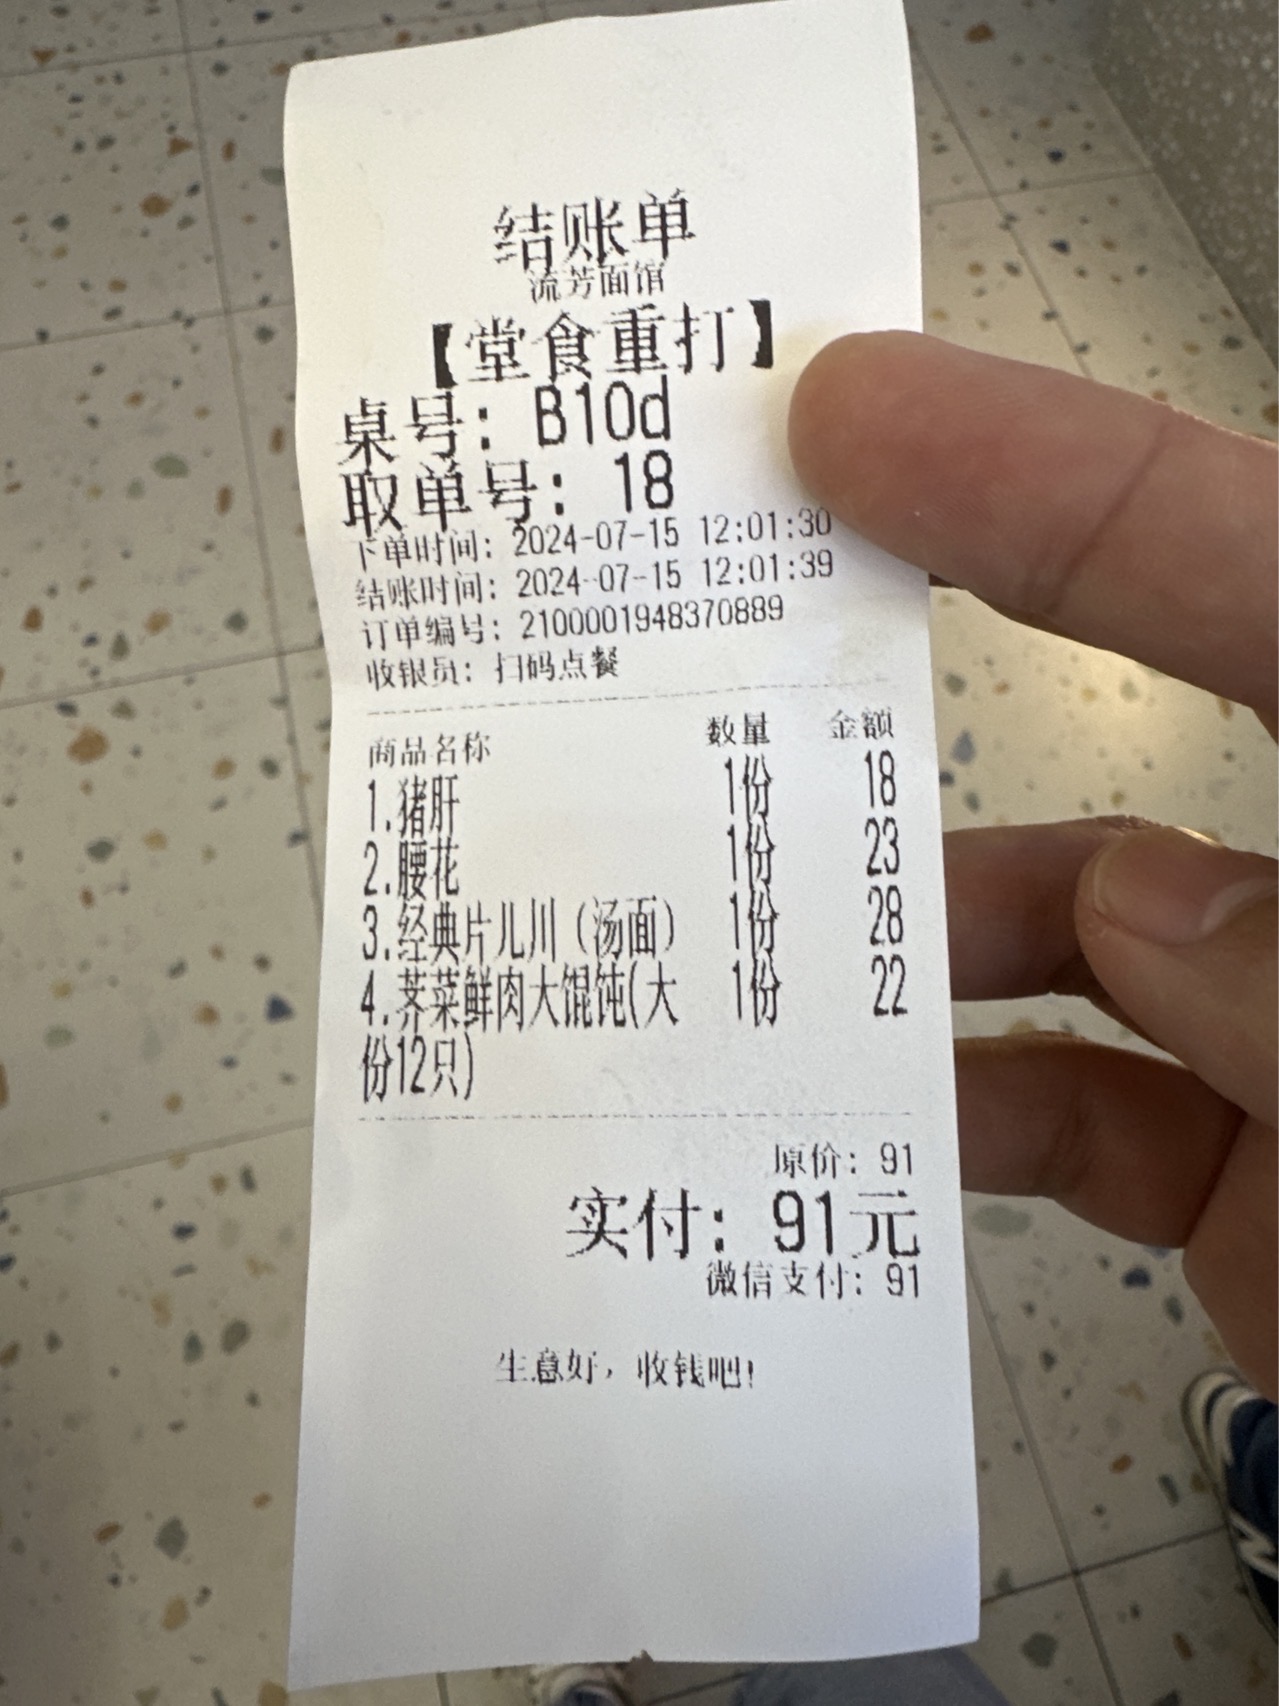 结账单
流芳面馆
【堂食重打】
桌号：B10d
取单号：18
下单时间：2024-07-15 12:01:30
结账时间：2024-07-15 12:01:39
订单编号：2100001948370889
收银员：扫码点餐
商品名称 数量 金额
1.猪肝 1份 18
2.腰花 1份 23
3.经典片儿川（汤面） 1份 28
4.荠菜鲜肉大馄饨(大 1份 22
份12只)
原价：91
实付：91元
微信支付：91
生意好，收钱吧！